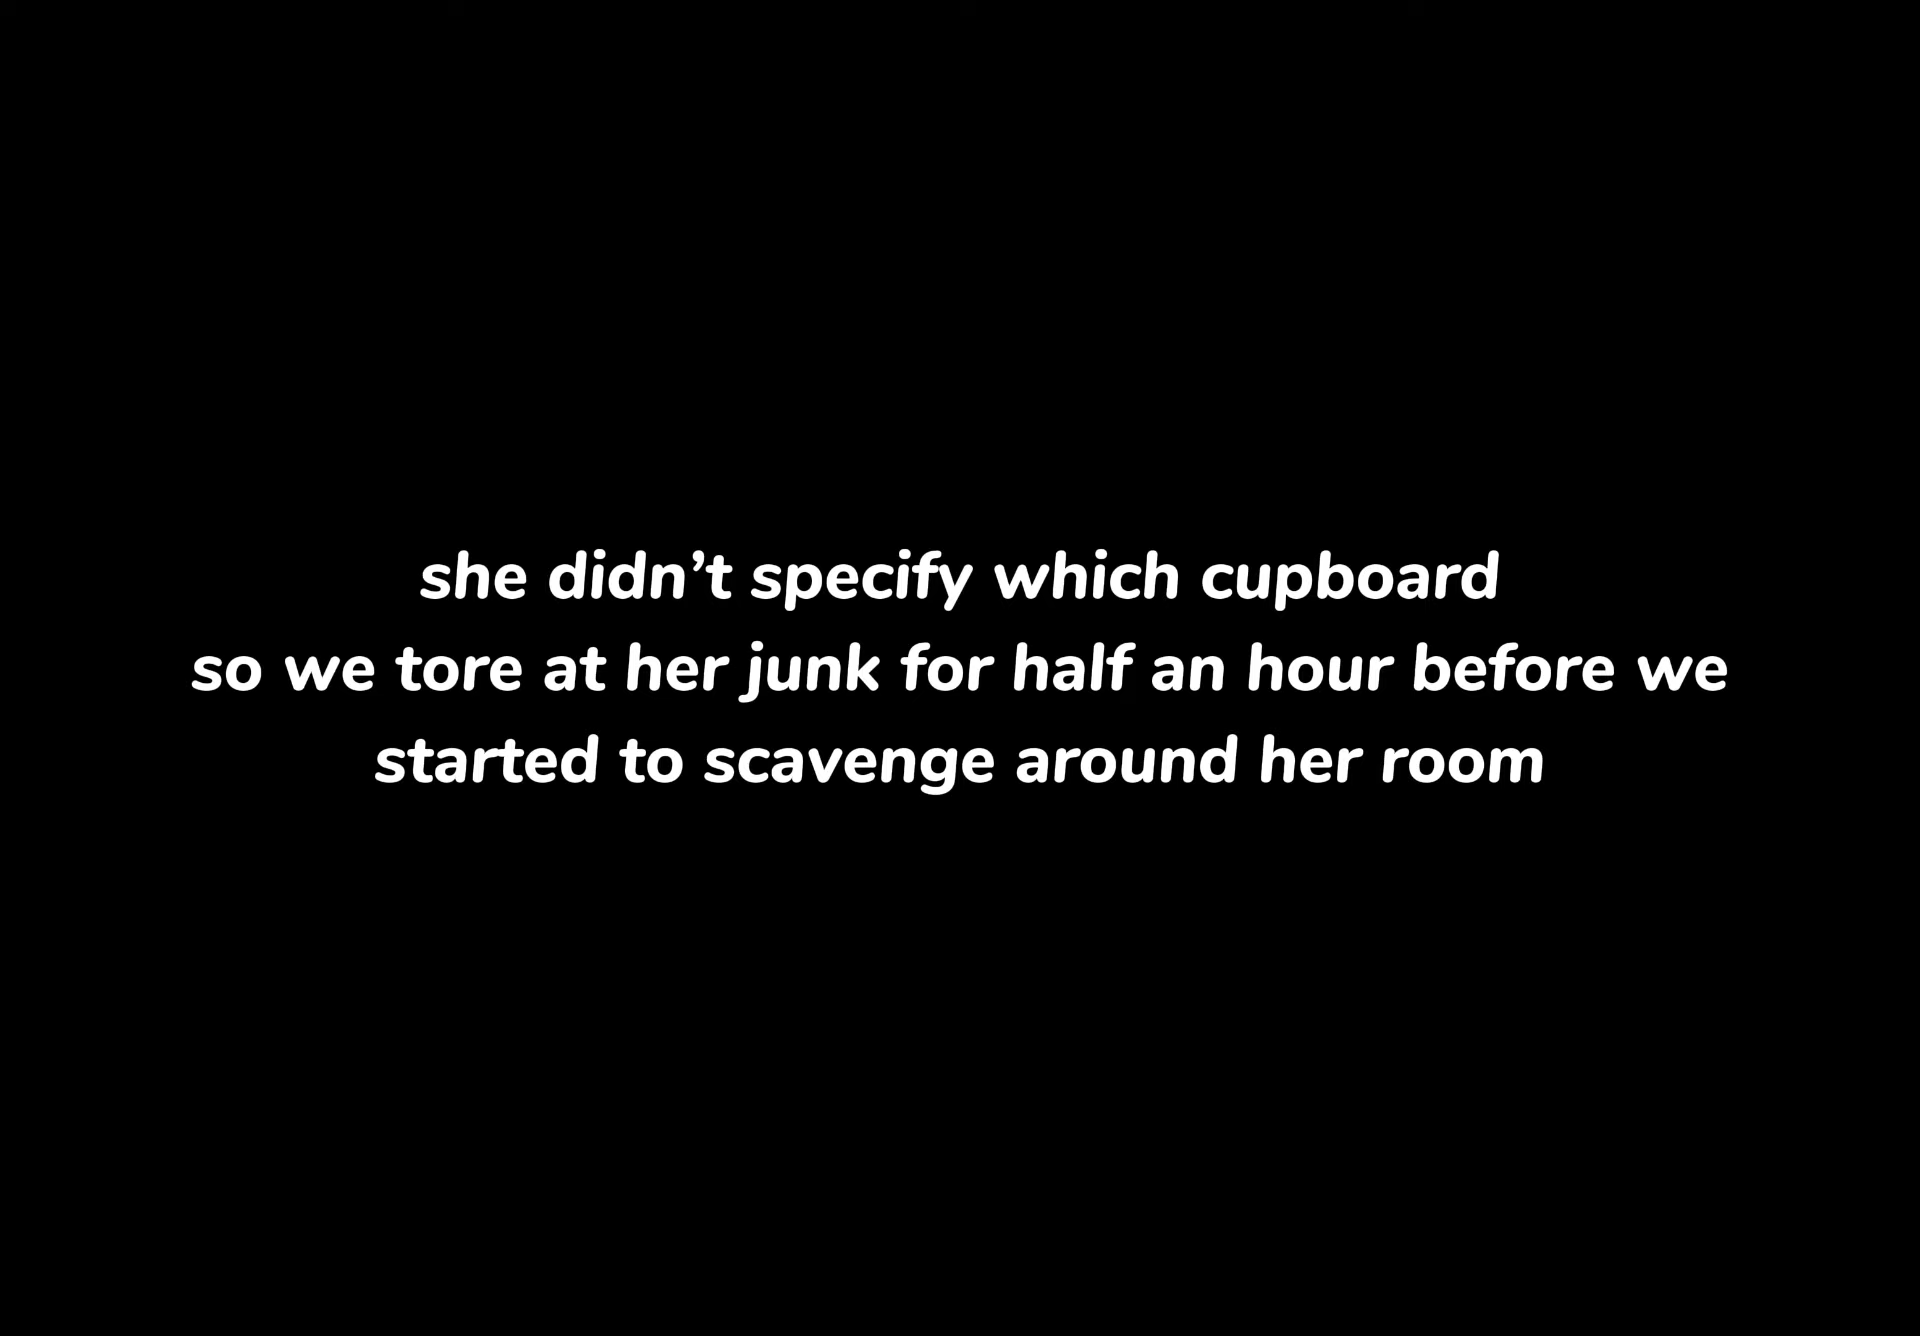 she didn’t specify which cupboard
so we tore at her junk for half an hour before we
started to scavenge around her room